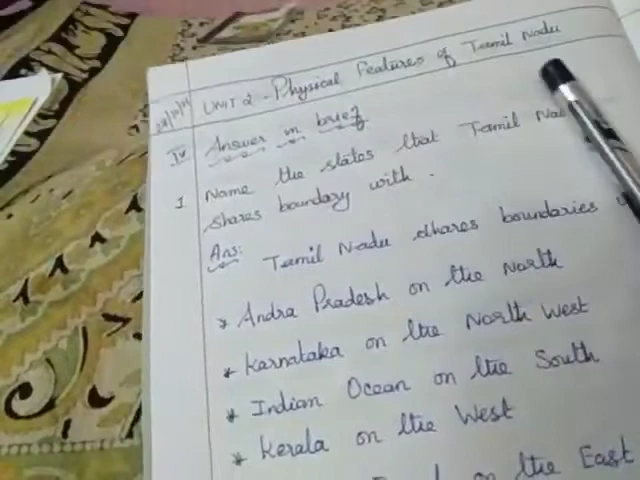 UNIT 2 - Physical Features of Tamil Nadu
IV Answer in brief
1 Name the states that Tamil Nad
shares boundary with.
Ans: Tamil Nadu shares boundaries
* Andra Pradesh on the North
* Karnataka on the North West
* Indian Ocean on the South
* Kerala on the West
on the East